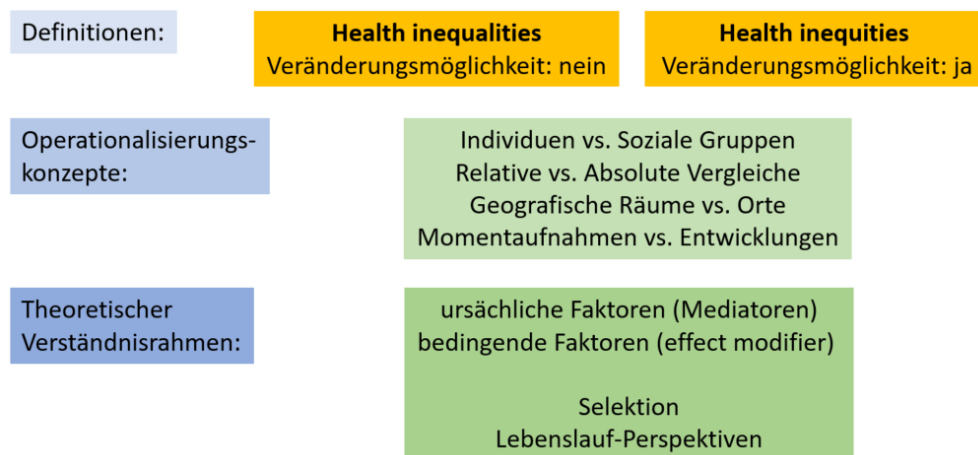 Definitionen:
Health inequalities
Veränderungsmöglichkeit: nein
Health inequities
Veränderungsmöglichkeit: ja
Operationalisierungs-
konzepte:
Individuen vs. Soziale Gruppen
Relative vs. Absolute Vergleiche
Geografische Räume vs. Orte
Momentaufnahmen vs. Entwicklungen
Theoretischer
Verständnisrahmen:
ursächliche Faktoren (Mediatoren)
bedingende Faktoren (effect modifier)
Selektion
Lebenslauf-Perspektiven